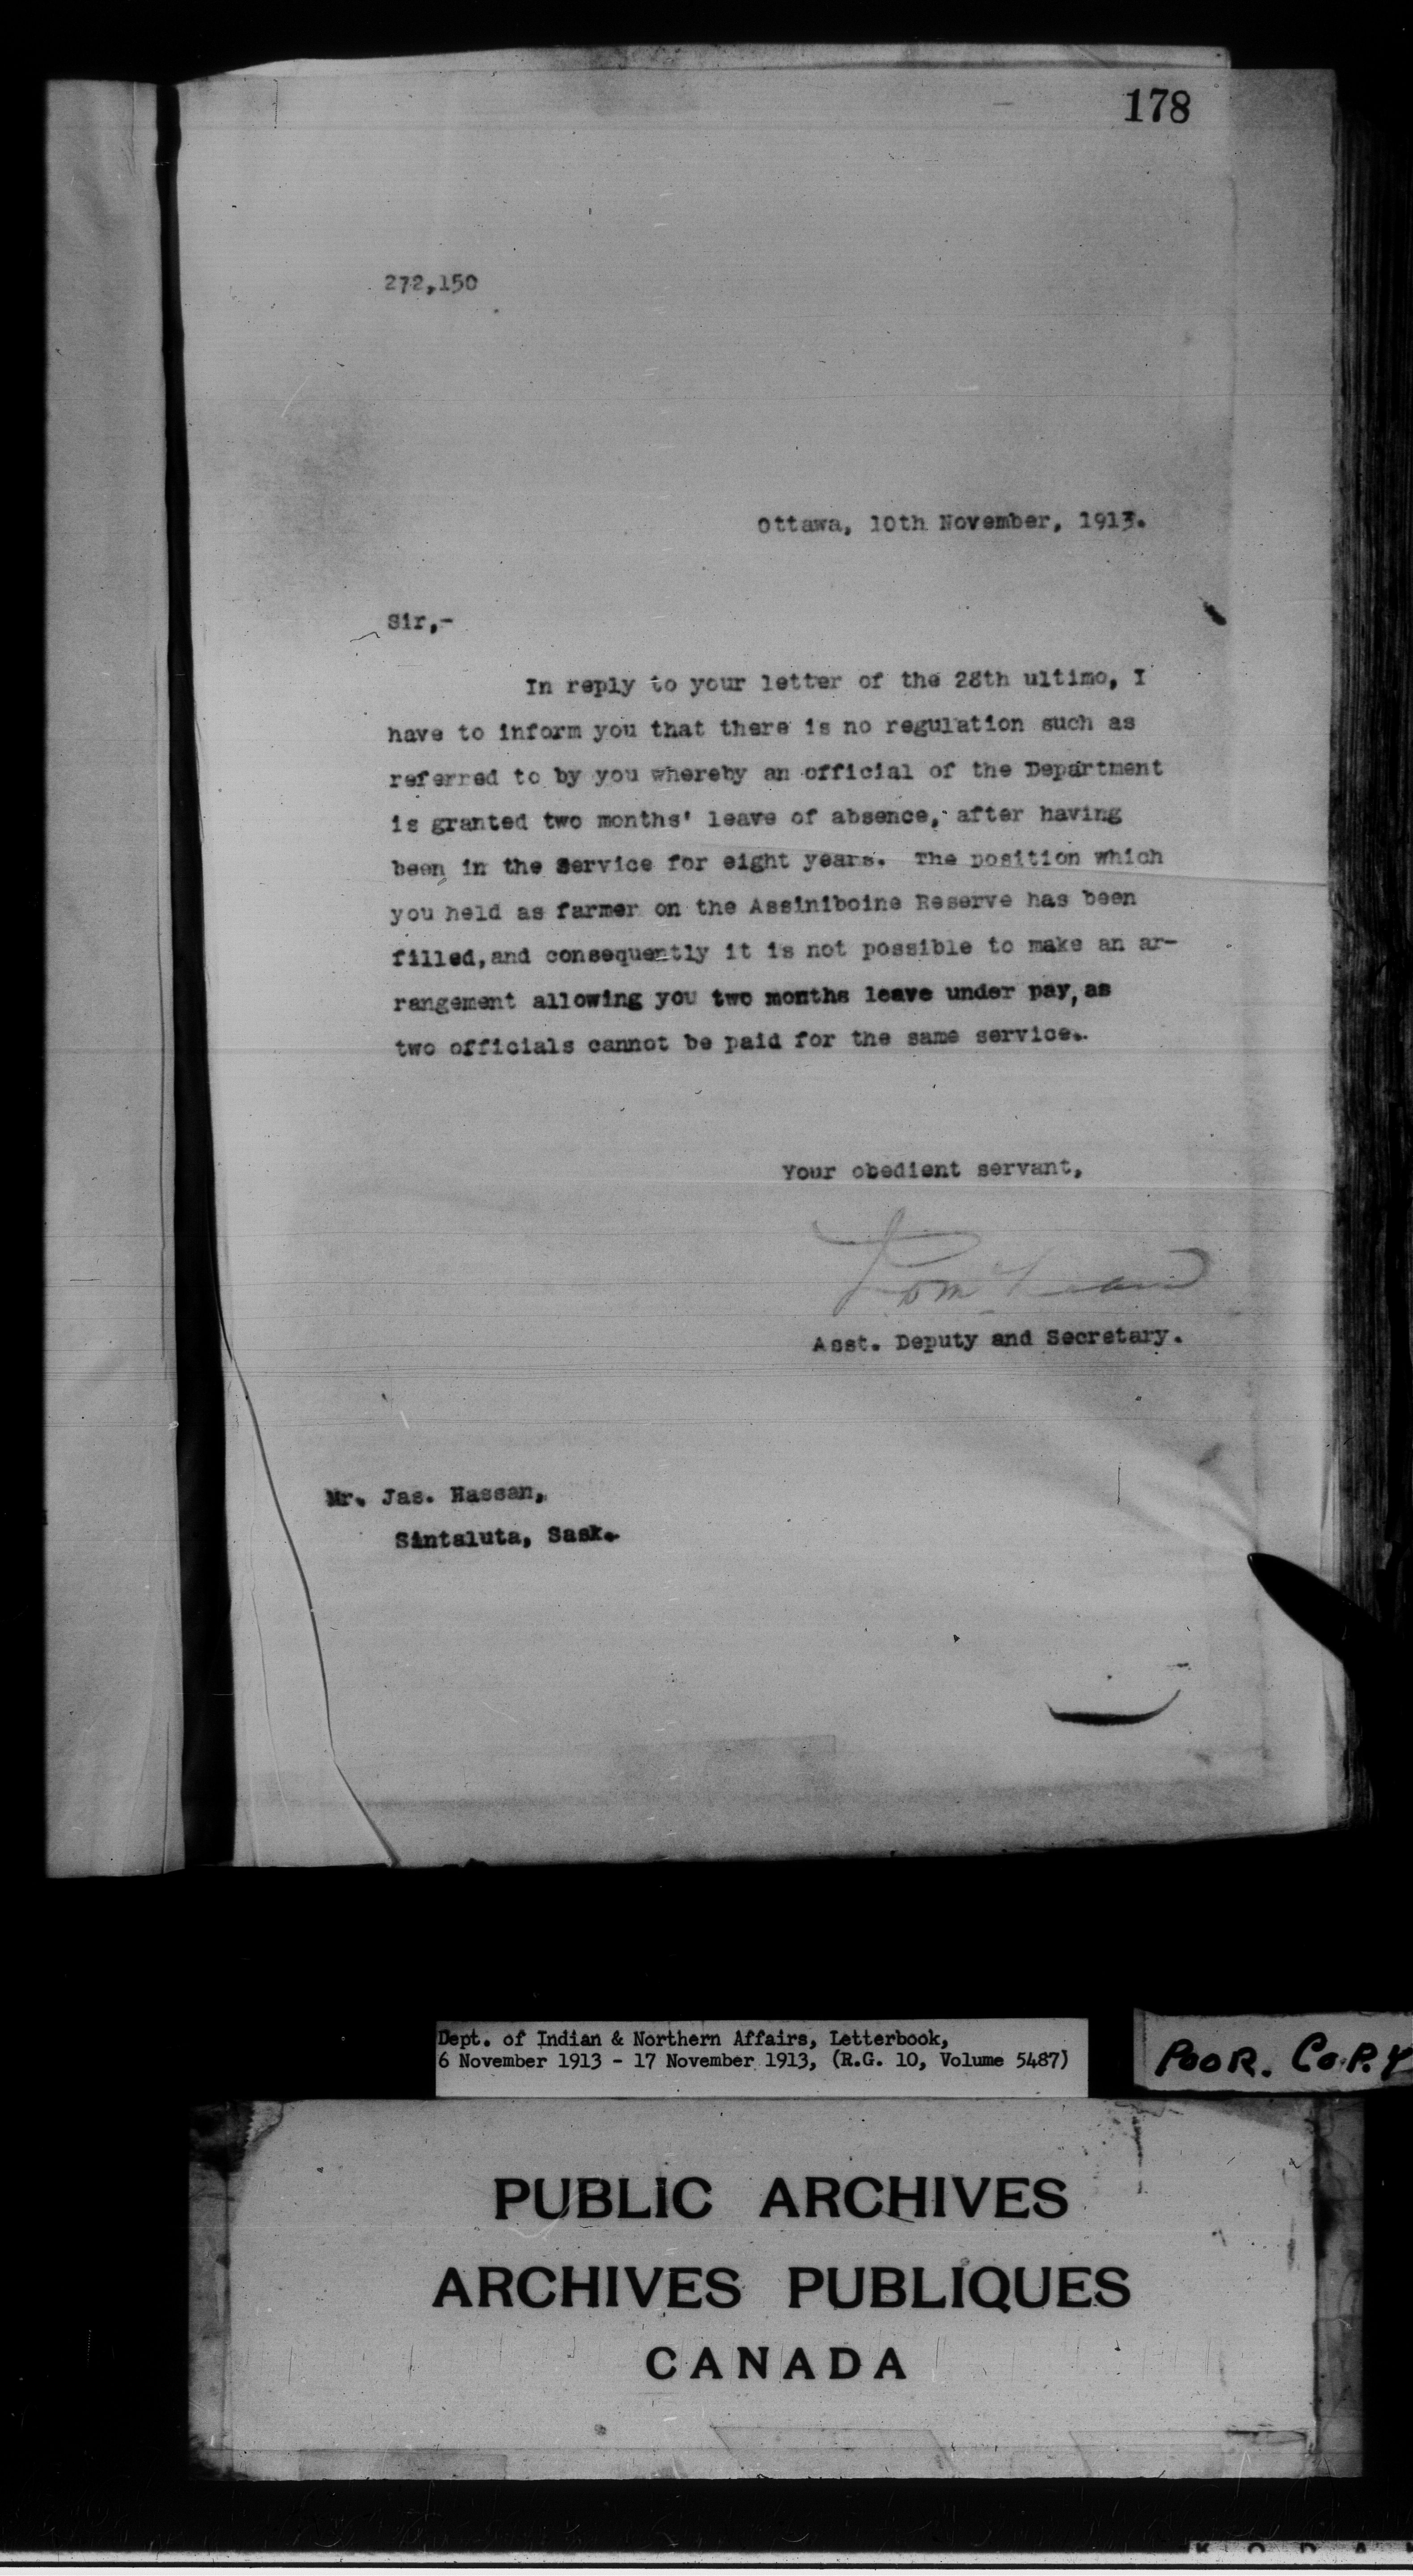 178
272,150
Ottawa, 10th November, 1913.
Sir,-
In reply to your letter of the 28th ultimo, I
have to inform you that there is no regulation such as
referred to by you whereby an official of the Department
is granted two months' leave of absence, after having
been in the Service for eight years. The position which
you held as farmer on the Assiniboine Reserve has been
filled, and consequently it is not possible to make an ar-
rangement allowing you two months leave under pay, as
two officials cannot be paid for the same service.
Your obedient servant,
Asst. Deputy and Secretary.
Mr. Jas. Hassan,
Sintaluta, Sask.
Dept. of Indian & Northern Affairs, Letterbook,
6 November 1913 - 17 November 1913, (R.G. 10, Volume 5487)
POOR. COPY
PUBLIC ARCHIVES
ARCHIVES PUBLIQUES
CANADA